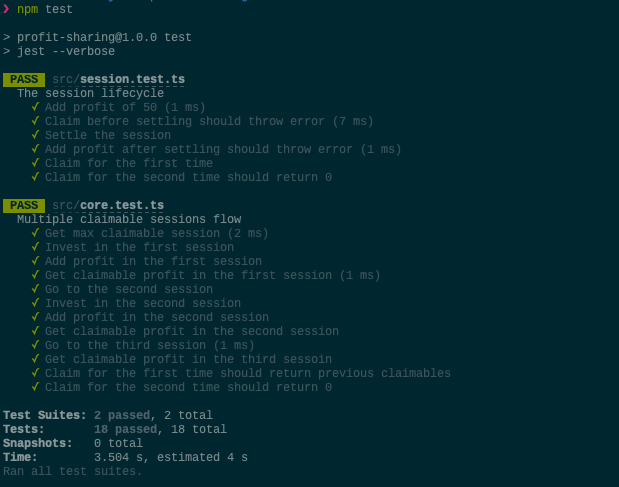 ❯ npm test
> profit-sharing@1.0.0 test
> jest --verbose
PASS src/session.test.ts
The session lifecycle
✓ Add profit of 50 (1 ms)
✓ Claim before settling should throw error (7 ms)
✓ Settle the session
✓ Add profit after settling should throw error (1 ms)
✓ Claim for the first time
✓ Claim for the second time should return 0
PASS src/core.test.ts
Multiple claimable sessions flow
✓ Get max claimable session (2 ms)
✓ Invest in the first session
✓ Add profit in the first session
✓ Get claimable profit in the first session (1 ms)
✓ Go to the second session
✓ Invest in the second session
✓ Add profit in the second session
✓ Get claimable profit in the second session
✓ Go to the third session (1 ms)
✓ Get claimable profit in the third sessoin
✓ Claim for the first time should return previous claimables
✓ Claim for the second time should return 0
Test Suites: 2 passed, 2 total
Tests: 18 passed, 18 total
Snapshots: 0 total
Time: 3.504 s, estimated 4 s
Ran all test suites.